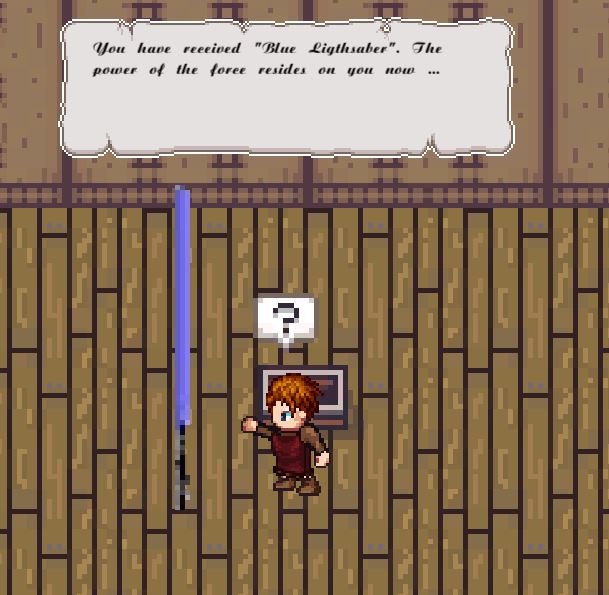 You have received "Blue Ligthsaber". The
power of the force resides on you now ...
?